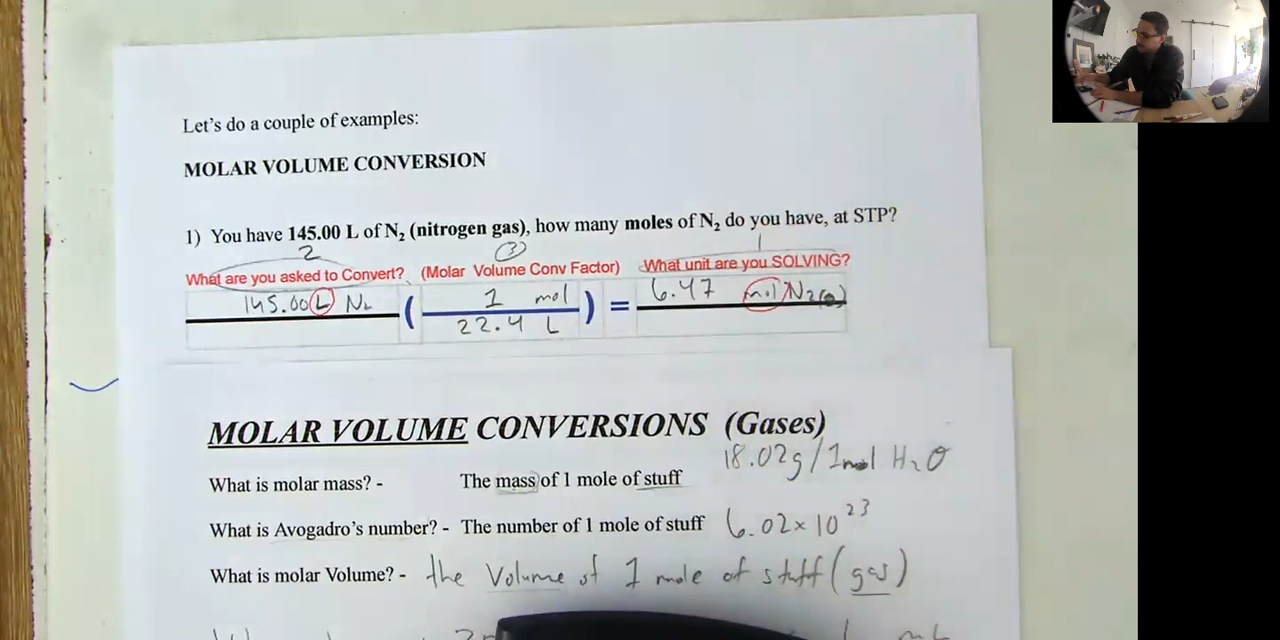 Let's do a couple of examples:
MOLAR VOLUME CONVERSION
1) You have 145.00 L of N₂ (nitrogen gas), how many moles of N₂ do you have, at STP?
2 3 1
What are you asked to Convert? (Molar Volume Conv Factor) What unit are you SOLVING?
145.00 L N₂ ( 1 mol ) = 6.47 mol N₂(g)
22.4 L
MOLAR VOLUME CONVERSIONS (Gases)
18.02g/1mol H₂O
What is molar mass? - The mass of 1 mole of stuff
What is Avogadro's number? - The number of 1 mole of stuff 6.02×10²³
What is molar Volume? - the Volume of 1 mole of stuff (gas)